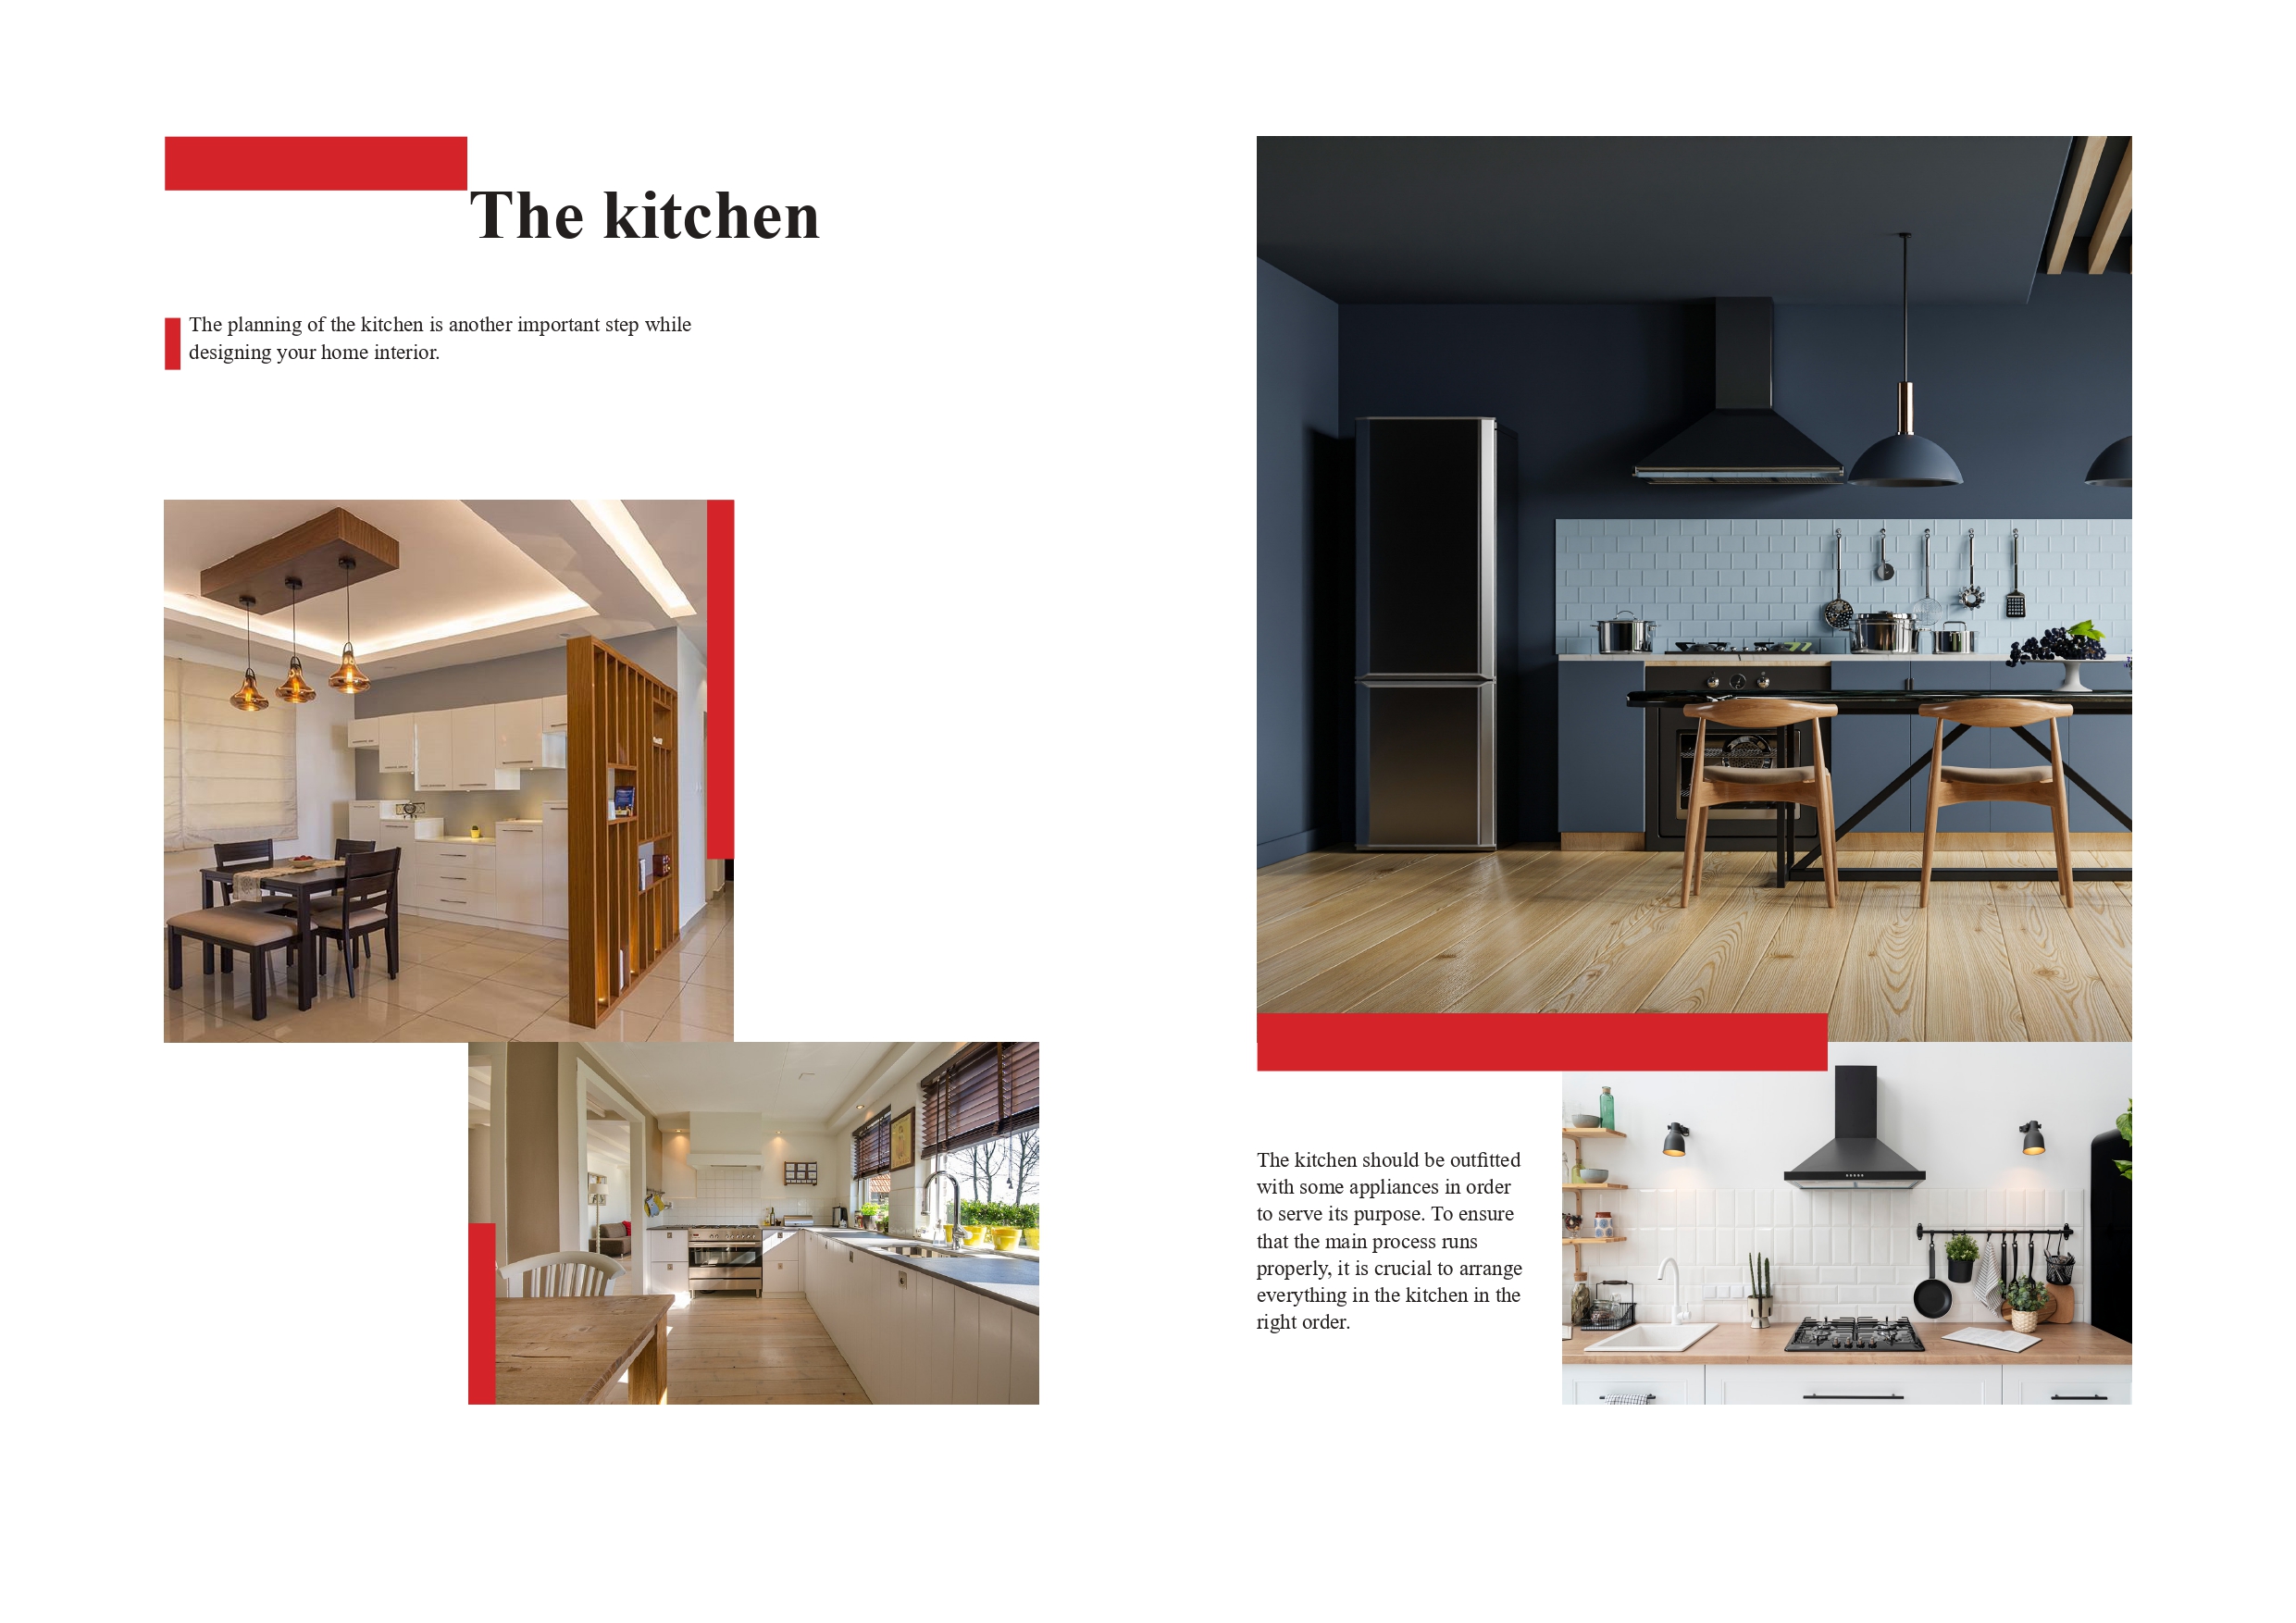 The kitchen
The planning of the kitchen is another important step while
designing your home interior.
The kitchen should be outfitted
with some appliances in order
to serve its purpose. To ensure
that the main process runs
properly, it is crucial to arrange
everything in the kitchen in the
right order.